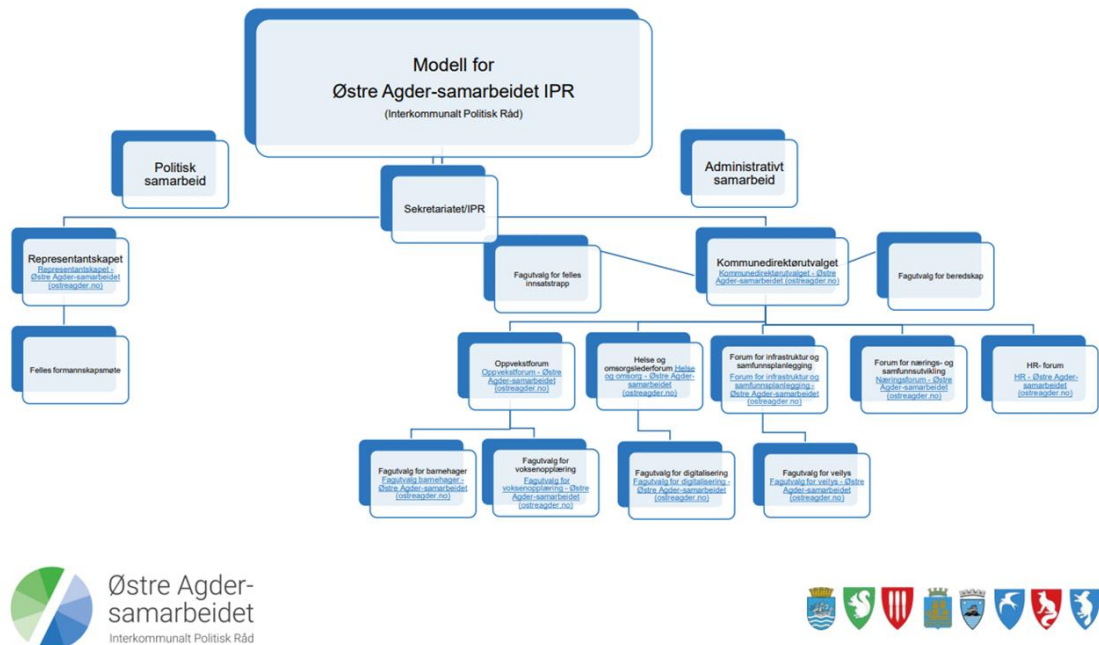 Modell for
Østre Agder-samarbeidet IPR
(Interkommunalt Politisk Råd)
Politisk
samarbeid
Administrativt
samarbeid
Sekretariatet/IPR
Representantskapet
Representantskapet -
Østre Agder-samarbeidet
(ostreagder.no)
Fagutvalg for felles
innsatstrapp
Kommunedirektørutvalget
Kommunedirektørutvalget - Østre
Agder-samarbeidet (ostreagder.no)
Fagutvalg for beredskap
Felles formannskapsmøte
Oppvekstforum
Oppvekstforum - Østre
Agder-samarbeidet
(ostreagder.no)
Helse og
omsorgslederforum Helse
og omsorg - Østre Agder-
samarbeidet
(ostreagder.no)
Forum for infrastruktur og
samfunnsplanlegging
Forum for infrastruktur og
samfunnsplanlegging -
Østre Agder-samarbeidet
(ostreagder.no)
Forum for nærings- og
samfunnsutvikling
Næringsforum - Østre
Agder-samarbeidet
(ostreagder.no)
HR- forum
HR - Østre Agder-
samarbeidet
(ostreagder.no)
Fagutvalg for barnehager
Fagutvalg barnehager -
Østre Agder-samarbeidet
(ostreagder.no)
Fagutvalg for
voksenopplæring
Fagutvalg for
voksenopplæring - Østre
Agder-samarbeidet
(ostreagder.no)
Fagutvalg for digitalisering
Fagutvalg for digitalisering -
Østre Agder-samarbeidet
(ostreagder.no)
Fagutvalg for veilys
Fagutvalg for veilys - Østre
Agder-samarbeidet
(ostreagder.no)
Østre Agder-
samarbeidet
Interkommunalt Politisk Råd